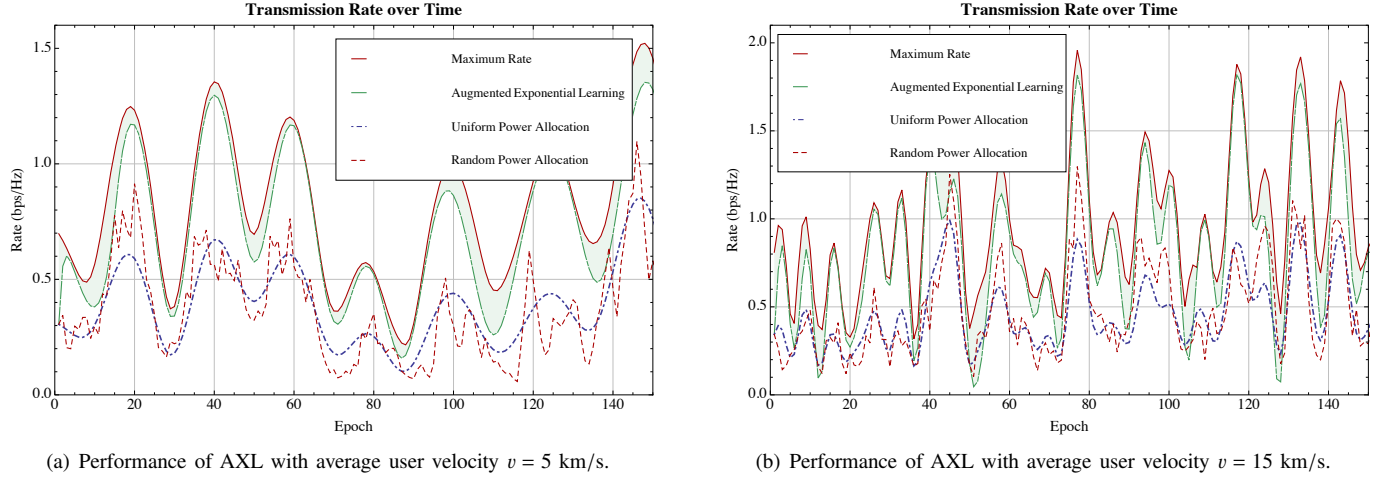 Transmission Rate over Time
Rate (bps/Hz)
1.5
1.0
0.5
0.0
Maximum Rate
Augmented Exponential Learning
Uniform Power Allocation
Random Power Allocation
0 20 40 60 80 100 120 140
Epoch
(a) Performance of AXL with average user velocity v = 5 km/s.
Transmission Rate over Time
Rate (bps/Hz)
2.0
1.5
1.0
0.5
0.0
Maximum Rate
Augmented Exponential Learning
Uniform Power Allocation
Random Power Allocation
0 20 40 60 80 100 120 140
Epoch
(b) Performance of AXL with average user velocity v = 15 km/s.